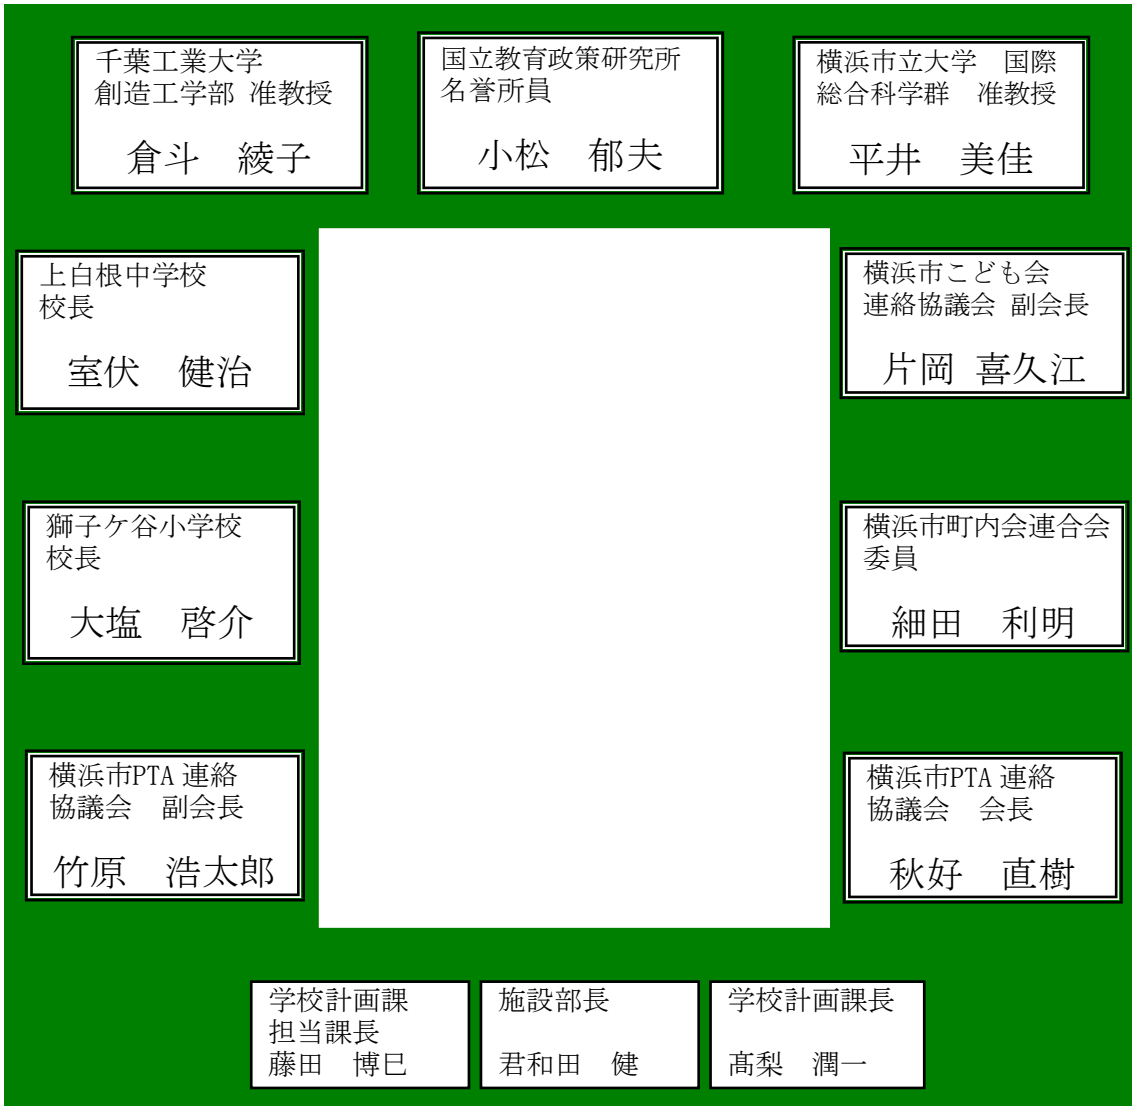 千葉工業大学
創造工学部 准教授
倉斗　綾子
国立教育政策研究所
名誉所員
小松　郁夫
横浜市立大学　国際
総合科学群　准教授
平井　美佳
上白根中学校
校長
室伏　健治
横浜市こども会
連絡協議会 副会長
片岡 喜久江
獅子ケ谷小学校
校長
大塩　啓介
横浜市町内会連合会
委員
細田　利明
横浜市PTA 連絡
協議会　副会長
竹原　浩太郎
横浜市PTA 連絡
協議会　会長
秋好　直樹
学校計画課
担当課長
藤田　博巳
施設部長
君和田　健
学校計画課長
髙梨　潤一